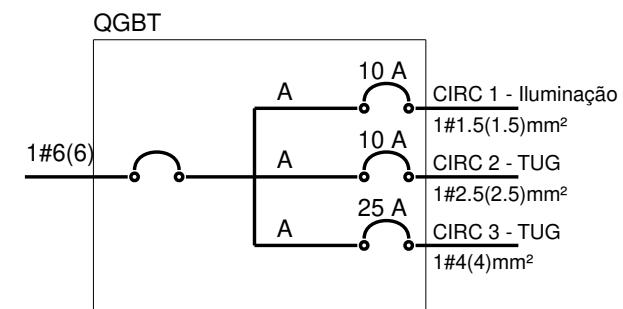 QGBT
10 A
A
CIRC 1 - Iluminação
1#1.5(1.5)mm²
1#6(6)
10 A
A
CIRC 2 - TUG
1#2.5(2.5)mm²
25 A
A
CIRC 3 - TUG
1#4(4)mm²